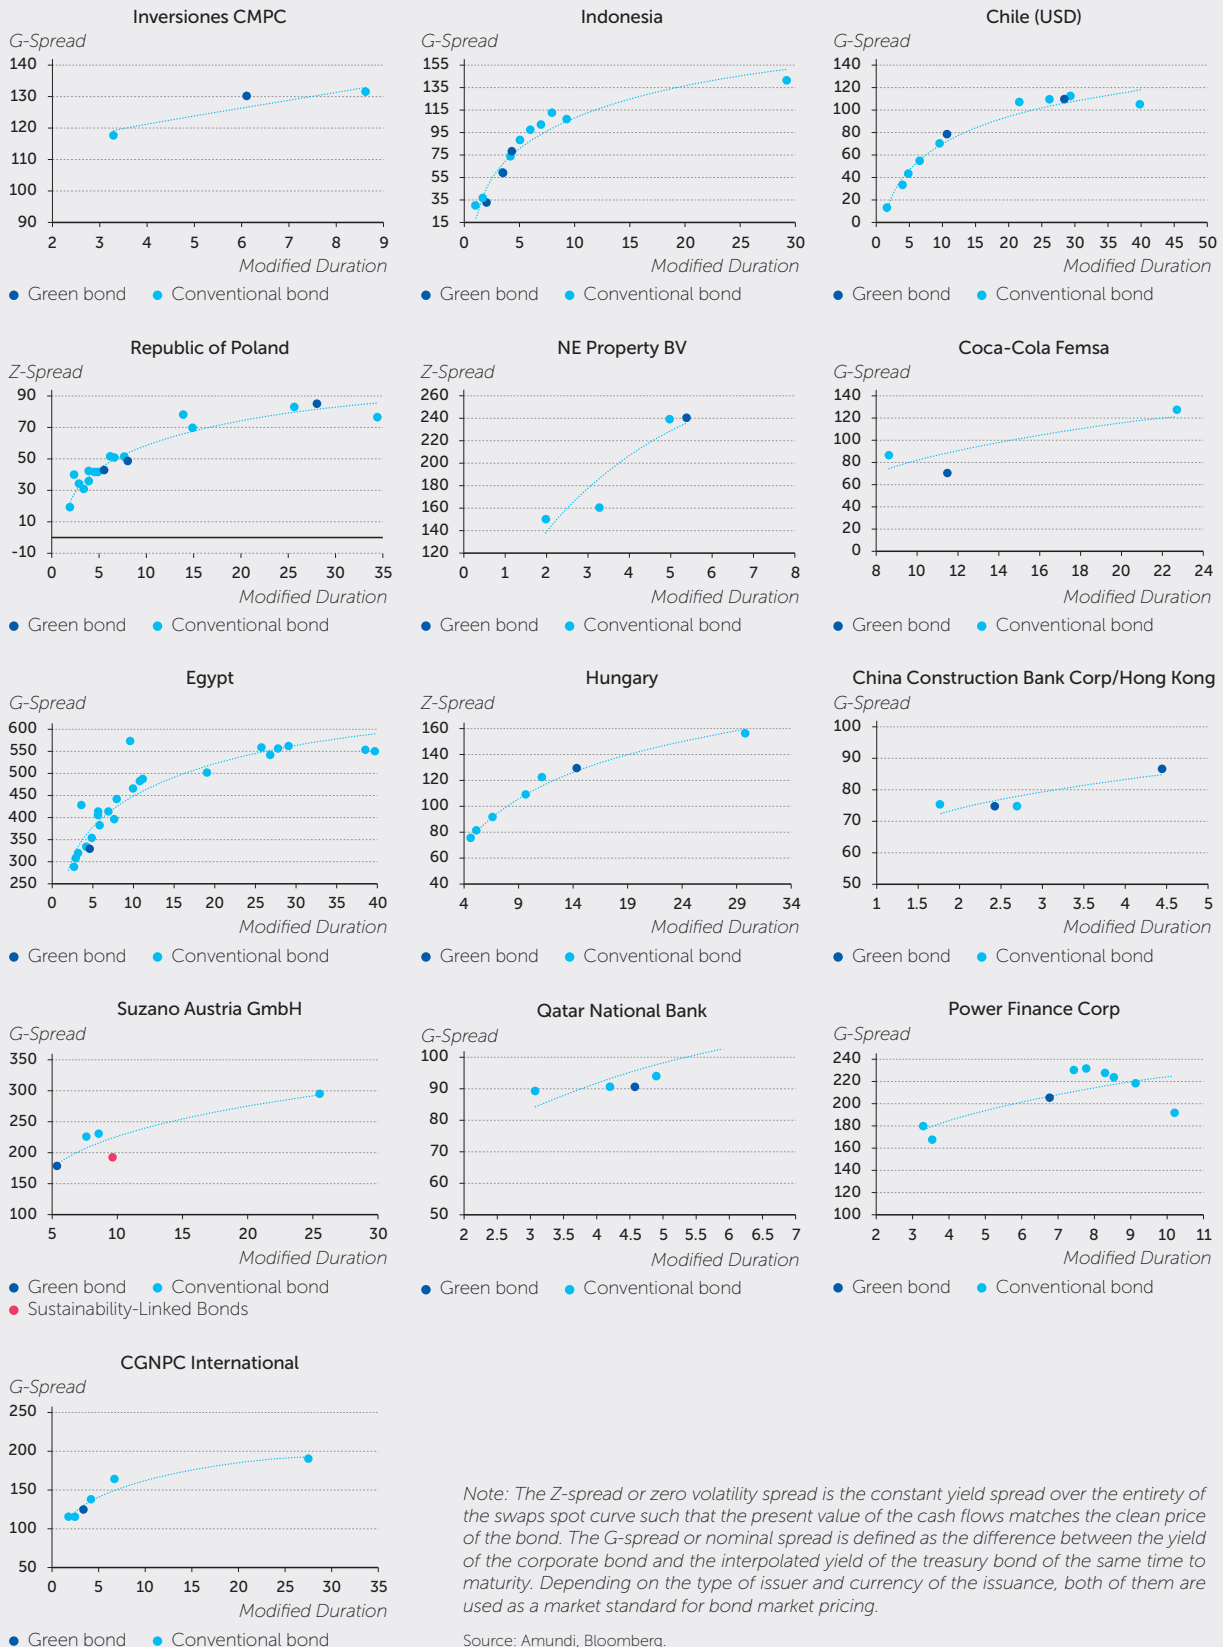 Inversiones CMPC
G-Spread
140
130
120
110
100
90
2 3 4 5 6 7 8 9
Modified Duration
Green bond Conventional bond
Indonesia
G-Spread
155
135
115
95
75
55
35
15
0 5 10 15 20 25 30
Modified Duration
Green bond Conventional bond
Chile (USD)
G-Spread
140
120
100
80
60
40
20
0
0 5 10 15 20 25 30 35 40 45 50
Modified Duration
Green bond Conventional bond
Republic of Poland
Z-Spread
90
70
50
30
10
-10
0 5 10 15 20 25 30 35
Modified Duration
Green bond Conventional bond
NE Property BV
Z-Spread
260
240
220
200
180
160
140
120
0 1 2 3 4 5 6 7 8
Modified Duration
Green bond Conventional bond
Coca-Cola Femsa
G-Spread
140
120
100
80
60
40
20
0
8 10 12 14 16 18 20 22 24
Modified Duration
Green bond Conventional bond
Egypt
G-Spread
600
550
500
450
400
350
300
250
0 5 10 15 20 25 30 35 40
Modified Duration
Green bond Conventional bond
Hungary
Z-Spread
160
140
120
100
80
60
40
4 9 14 19 24 29 34
Modified Duration
Green bond Conventional bond
China Construction Bank Corp/Hong Kong
G-Spread
100
90
80
70
60
50
1 1.5 2 2.5 3 3.5 4 4.5 5
Modified Duration
Green bond Conventional bond
Suzano Austria GmbH
G-Spread
350
300
250
200
150
100
5 10 15 20 25 30
Modified Duration
Green bond Conventional bond
Sustainability-Linked Bonds
Qatar National Bank
G-Spread
100
90
80
70
60
50
2 2.5 3 3.5 4 4.5 5 5.5 6 6.5 7
Modified Duration
Green bond Conventional bond
Power Finance Corp
G-Spread
240
220
200
180
160
140
120
100
2 3 4 5 6 7 8 9 10 11
Modified Duration
Green bond Conventional bond
CGNPC International
G-Spread
250
200
150
100
50
0 5 10 15 20 25 30 35
Modified Duration
Green bond Conventional bond
Note: The Z-spread or zero volatility spread is the constant yield spread over the entirety of
the swaps spot curve such that the present value of the cash flows matches the clean price
of the bond. The G-spread or nominal spread is defined as the difference between the yield
of the corporate bond and the interpolated yield of the treasury bond of the same time to
maturity. Depending on the type of issuer and currency of the issuance, both of them are
used as a market standard for bond market pricing.
Source: Amundi, Bloomberg.